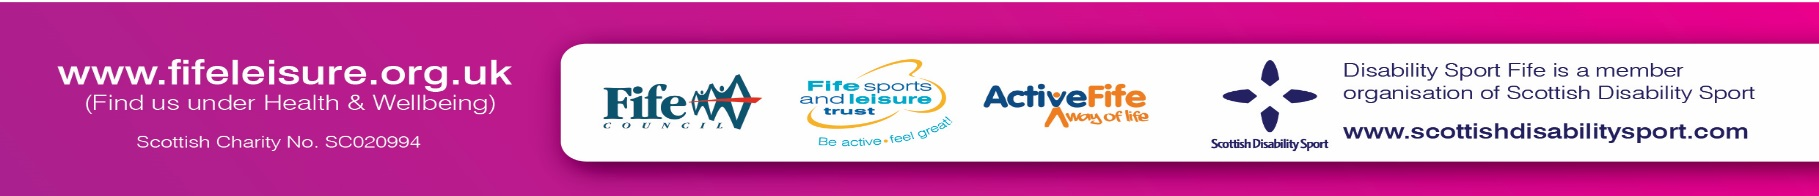 www.fifeleisure.org.uk
(Find us under Health & Wellbeing)
Scottish Charity No. SC020994
Fife
COUNCIL
Fife sports
and leisure
trust
Be active • feel great!
ActiveFife
A way of life
Scottish Disability Sport
Disability Sport Fife is a member
organisation of Scottish Disability Sport
www.scottishdisabilitysport.com